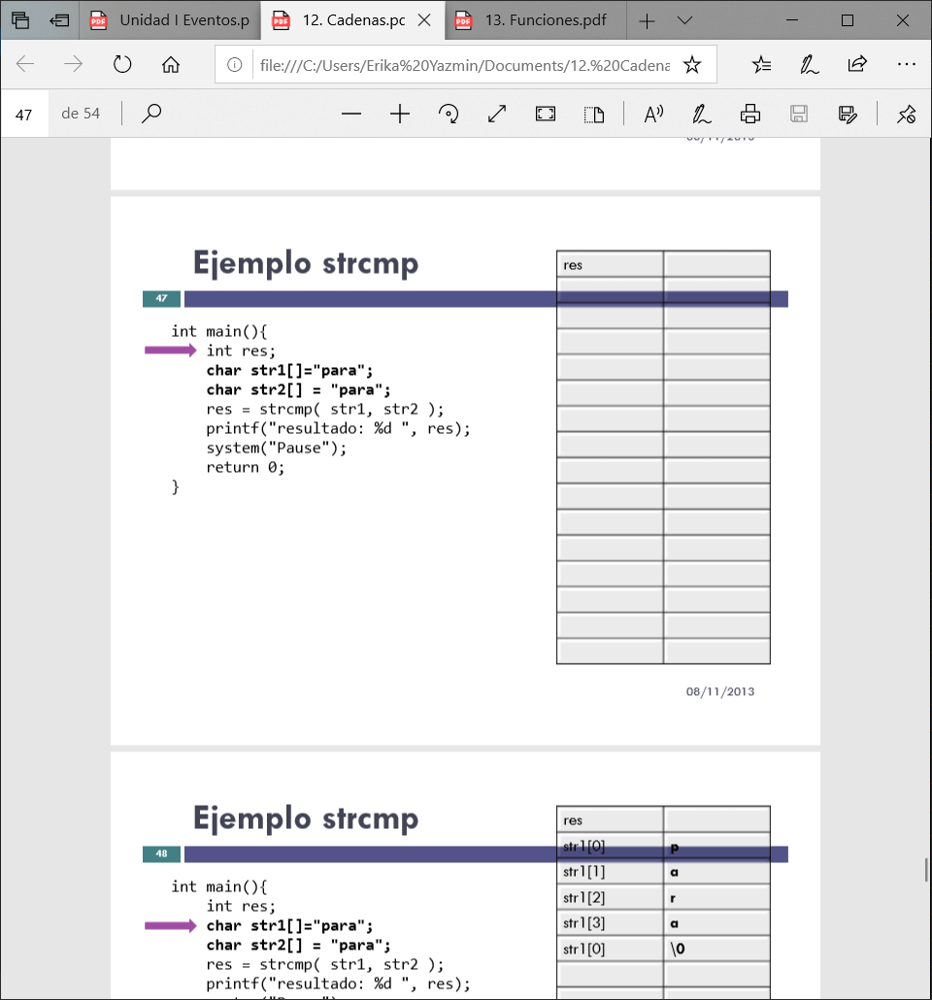 Unidad I Eventos.p
12. Cadenas.pc
13. Funciones.pdf
file:///C:/Users/Erika%20Yazmin/Documents/12.%20Cadena
47 de 54
Ejemplo strcmp
47
int main(){
int res;
char str1[]="para";
char str2[] = "para";
res = strcmp( str1, str2 );
printf("resultado: %d ", res);
system("Pause");
return 0;
}
res
08/11/2013
Ejemplo strcmp
48
int main(){
int res;
char str1[]="para";
char str2[] = "para";
res = strcmp( str1, str2 );
printf("resultado: %d ", res);
res
str1[0] p
str1[1] a
str1[2] r
str1[3] a
str1[0] \0